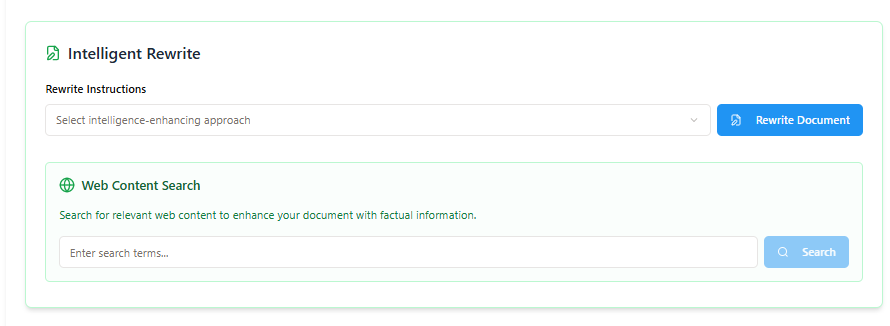 Intelligent Rewrite
Rewrite Instructions
Select intelligence-enhancing approach
Rewrite Document
Web Content Search
Search for relevant web content to enhance your document with factual information.
Enter search terms...
Search